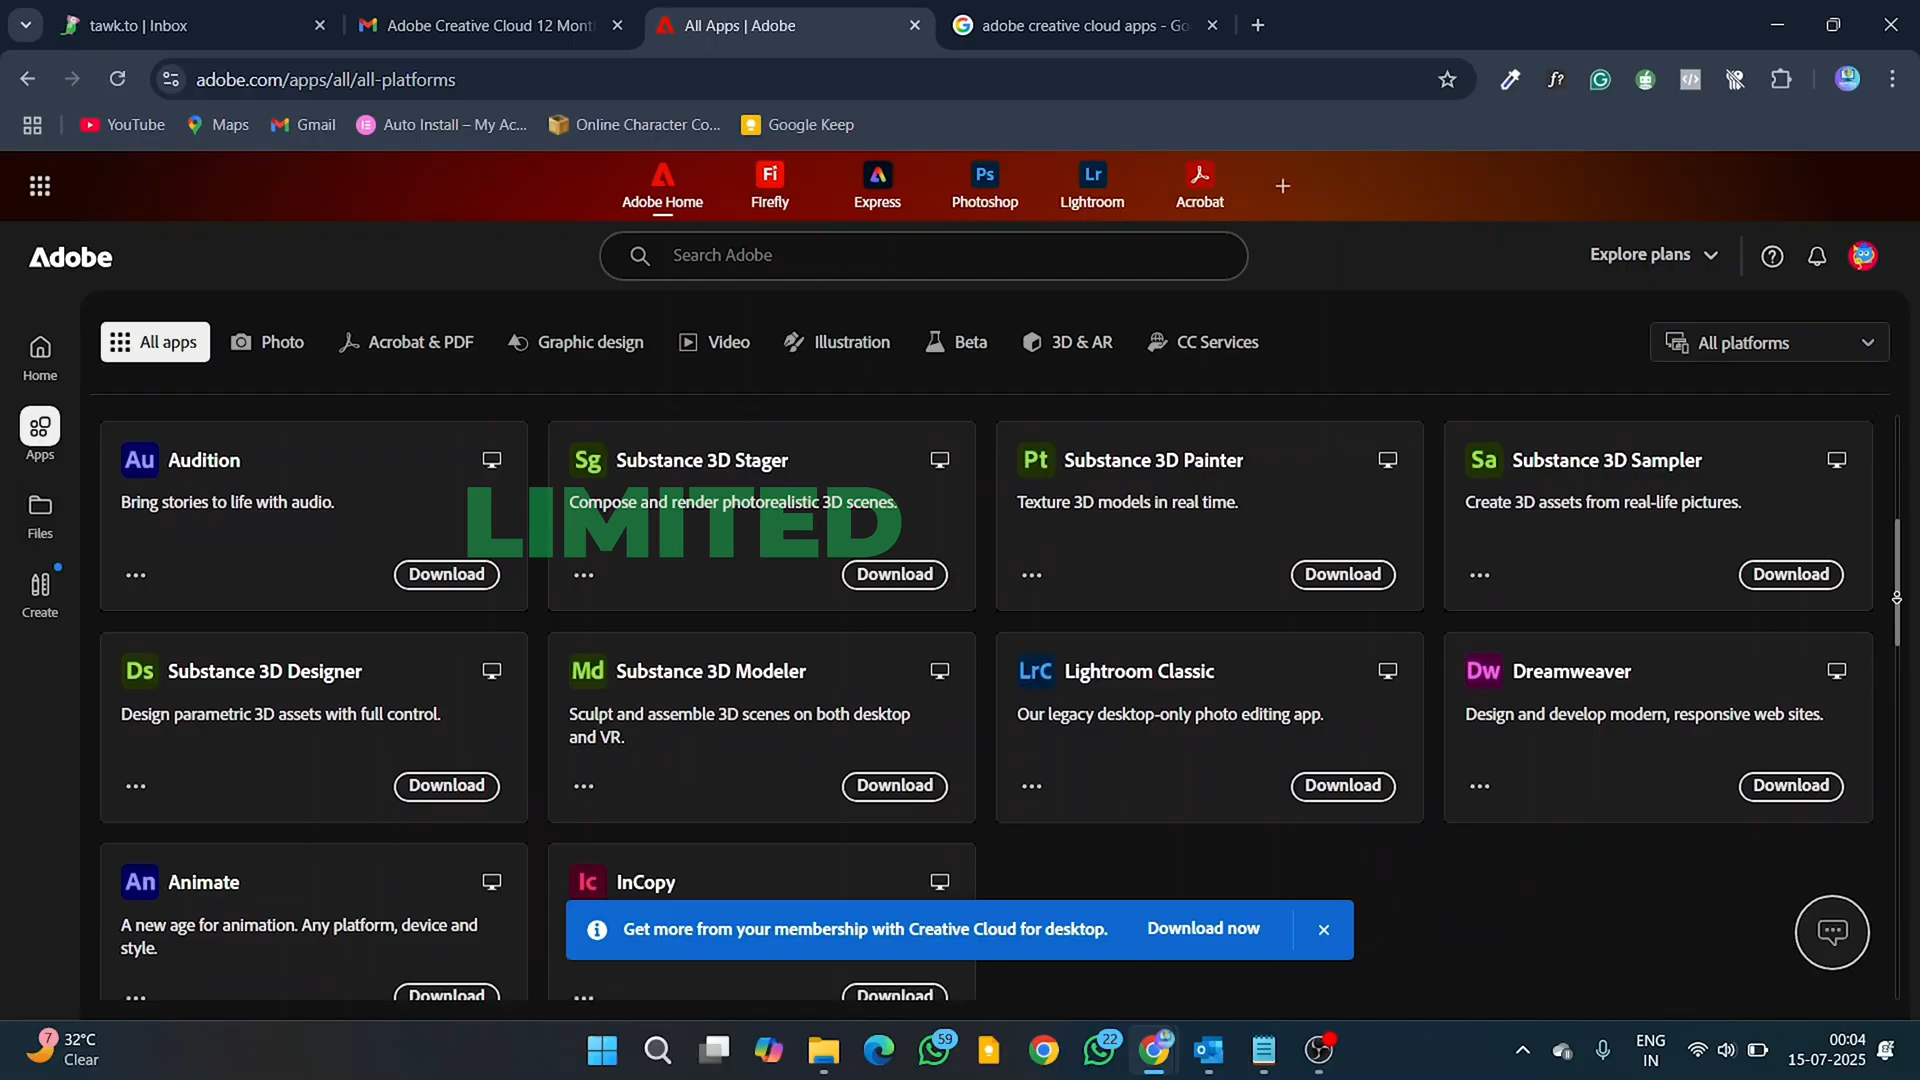 tawk.to | Inbox
Adobe Creative Cloud 12 Mont
All Apps | Adobe
adobe creative cloud apps - Go
adobe.com/apps/all/all-platforms
f?
YouTube
Maps
Gmail
Auto Install – My Ac...
Online Character Co...
Google Keep
Fi
Ps
Lr
Adobe Home
Firefly
Express
Photoshop
Lightroom
Acrobat
Adobe
Search Adobe
Explore plans
All apps
Photo
Acrobat & PDF
Graphic design
Video
Illustration
Beta
3D & AR
CC Services
All platforms
Home
Apps
Files
Create
Au Audition
Bring stories to life with audio.
Download
Sg Substance 3D Stager
Compose and render photorealistic 3D scenes.
Download
LIMITED
Pt Substance 3D Painter
Texture 3D models in real time.
Download
Sa Substance 3D Sampler
Create 3D assets from real-life pictures.
Download
Ds Substance 3D Designer
Design parametric 3D assets with full control.
Download
Md Substance 3D Modeler
Sculpt and assemble 3D scenes on both desktop
and VR.
Download
LrC Lightroom Classic
Our legacy desktop-only photo editing app.
Download
Dw Dreamweaver
Design and develop modern, responsive web sites.
Download
An Animate
A new age for animation. Any platform, device and
style.
Download
Ic InCopy
Download
Get more from your membership with Creative Cloud for desktop.
Download now
7
32°C
Clear
59
22
ENG
IN
00:04
15-07-2025